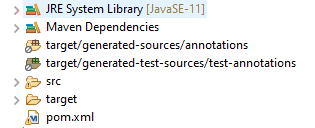 JRE System Library [JavaSE-11]
Maven Dependencies
target/generated-sources/annotations
target/generated-test-sources/test-annotations
src
target
pom.xml